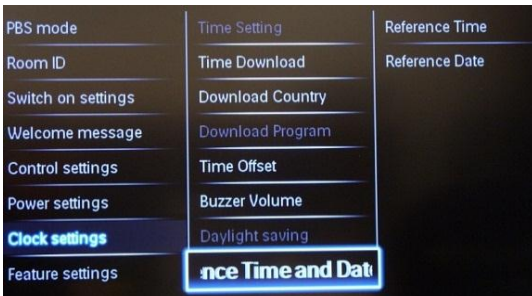 PBS mode
Room ID
Switch on settings
Welcome message
Control settings
Power settings
Clock settings
Feature settings
Time Setting
Time Download
Download Country
Download Program
Time Offset
Buzzer Volume
Daylight saving
nce Time and Dat
Reference Time
Reference Date